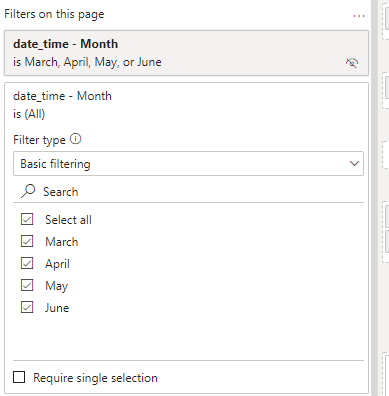 Filters on this page
...
date_time - Month
is March, April, May, or June
date_time - Month
is (All)
Filter type
Basic filtering
Search
Select all
March
April
May
June
Require single selection